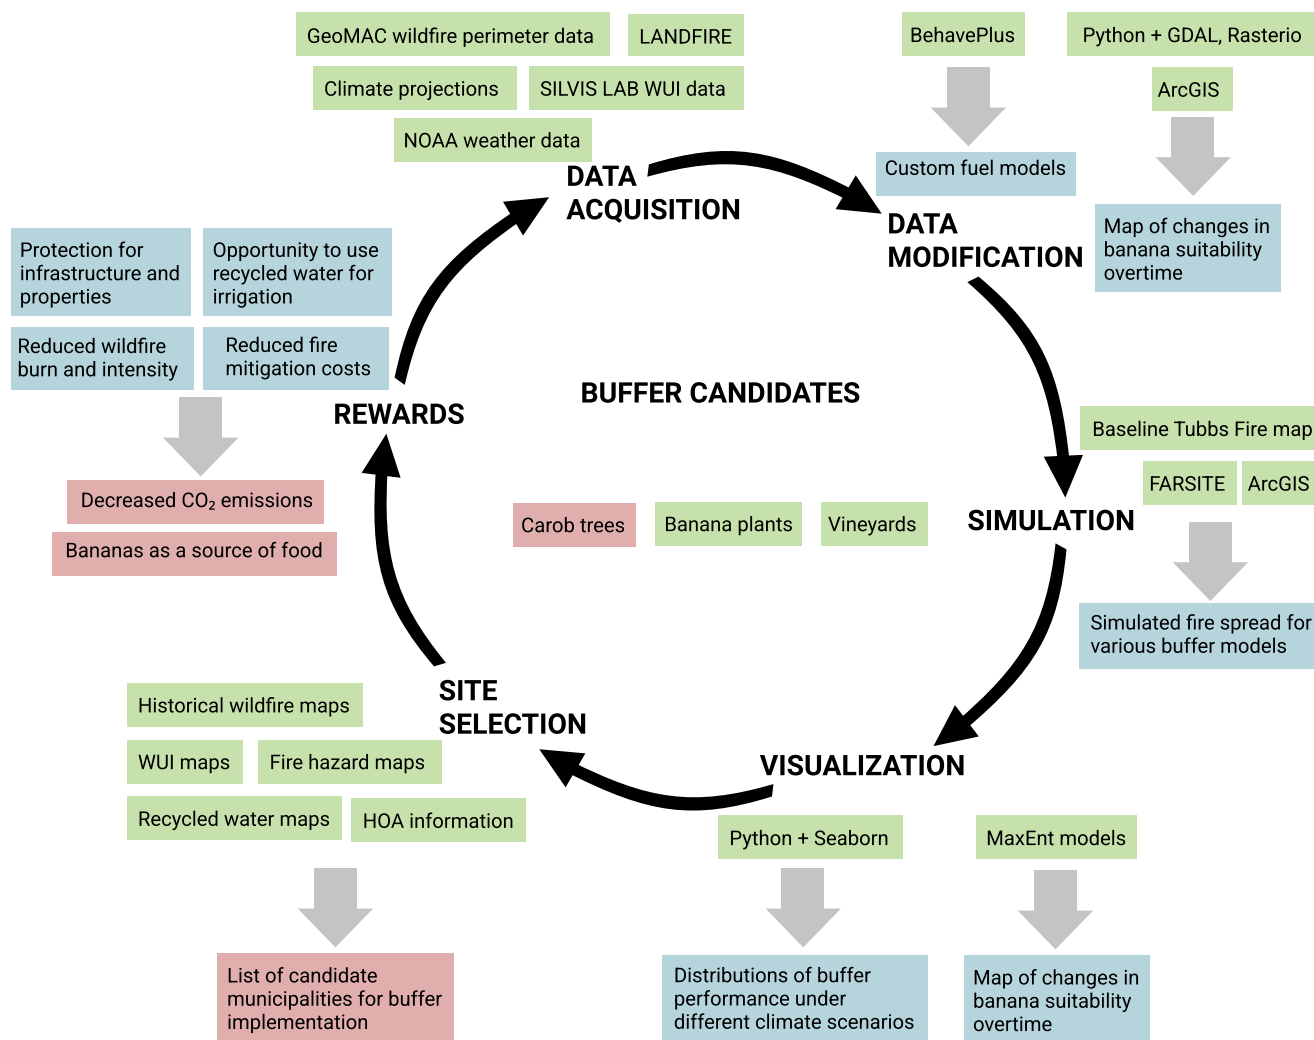 GeoMAC wildfire perimeter data
LANDFIRE
Climate projections
SILVIS LAB WUI data
NOAA weather data
DATA
ACQUISITION
BehavePlus
Custom fuel models
Python + GDAL, Rasterio
ArcGIS
Map of changes in
banana suitability
overtime
DATA
MODIFICATION
Protection for
infrastructure and
properties
Opportunity to use
recycled water for
irrigation
Reduced wildfire
burn and intensity
Reduced fire
mitigation costs
REWARDS
Decreased CO₂ emissions
Bananas as a source of food
BUFFER CANDIDATES
Carob trees
Banana plants
Vineyards
Baseline Tubbs Fire map
FARSITE
ArcGIS
SIMULATION
Simulated fire spread for
various buffer models
SITE
SELECTION
Historical wildfire maps
WUI maps
Fire hazard maps
Recycled water maps
HOA information
List of candidate
municipalities for buffer
implementation
VISUALIZATION
Python + Seaborn
Distributions of buffer
performance under
different climate scenarios
MaxEnt models
Map of changes in
banana suitability
overtime